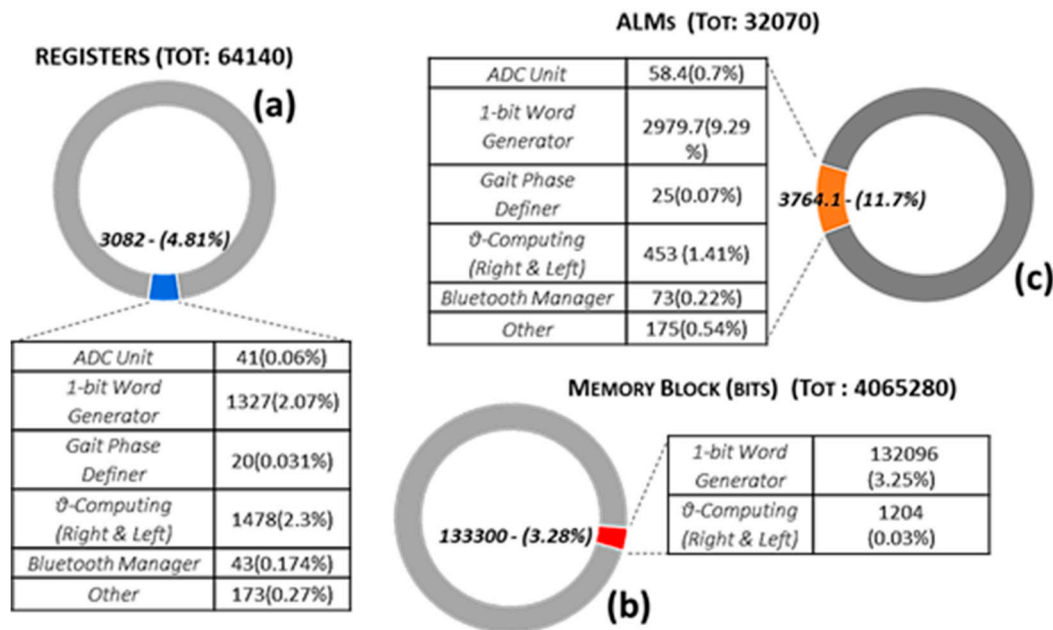 REGISTERS (TOT: 64140)
(a)
3082 - (4.81%)
ADC Unit 41(0.06%)
1-bit Word
Generator 1327(2.07%)
Gait Phase
Definer 20(0.031%)
ϑ-Computing
(Right & Left) 1478(2.3%)
Bluetooth Manager 43(0.174%)
Other 173(0.27%)
ALMs (TOT: 32070)
ADC Unit 58.4(0.7%)
1-bit Word
Generator 2979.7(9.29
%)
Gait Phase
Definer 25(0.07%)
ϑ-Computing
(Right & Left) 453 (1.41%)
Bluetooth Manager 73(0.22%)
Other 175(0.54%)
3764.1 - (11.7%)
(c)
MEMORY BLOCK (BITS) (TOT : 4065280)
133300 - (3.28%)
1-bit Word 132096
Generator (3.25%)
ϑ-Computing 1204
(Right & Left) (0.03%)
(b)